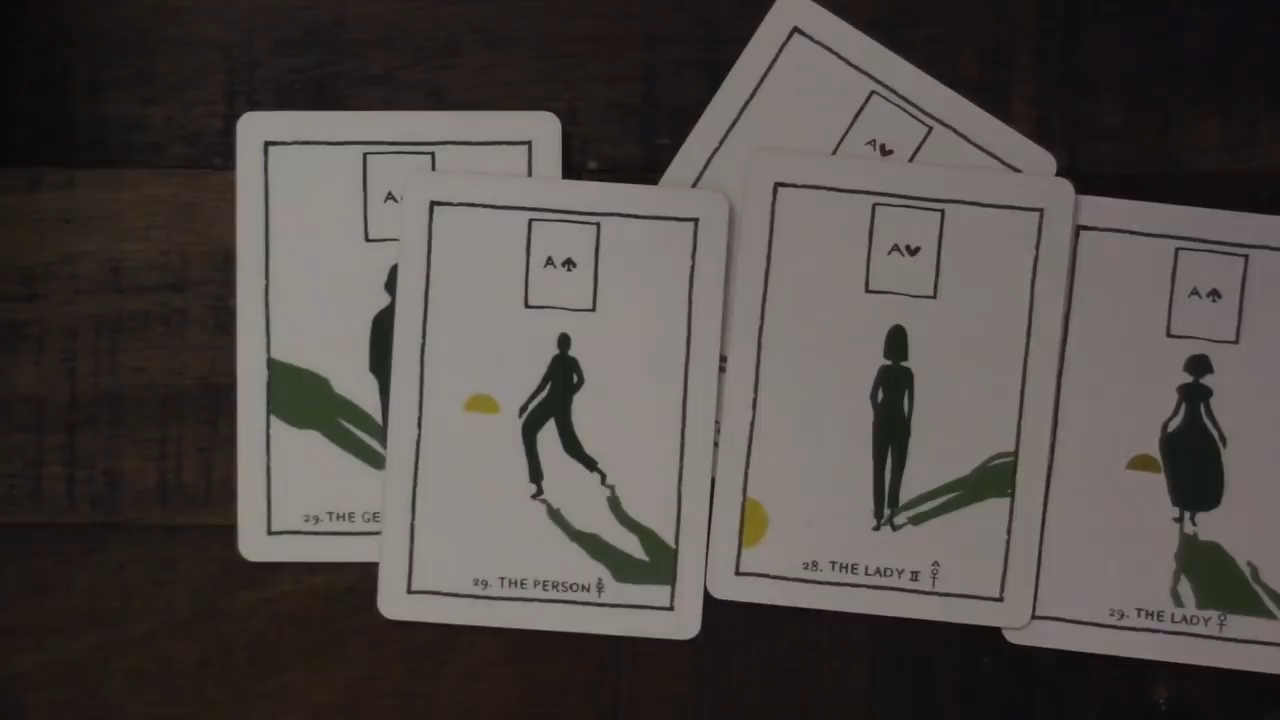 A
29. THE GE
A♠
29. THE PERSON
A♥
A♥
28. THE LADY II
A♠
29. THE LADY ♀